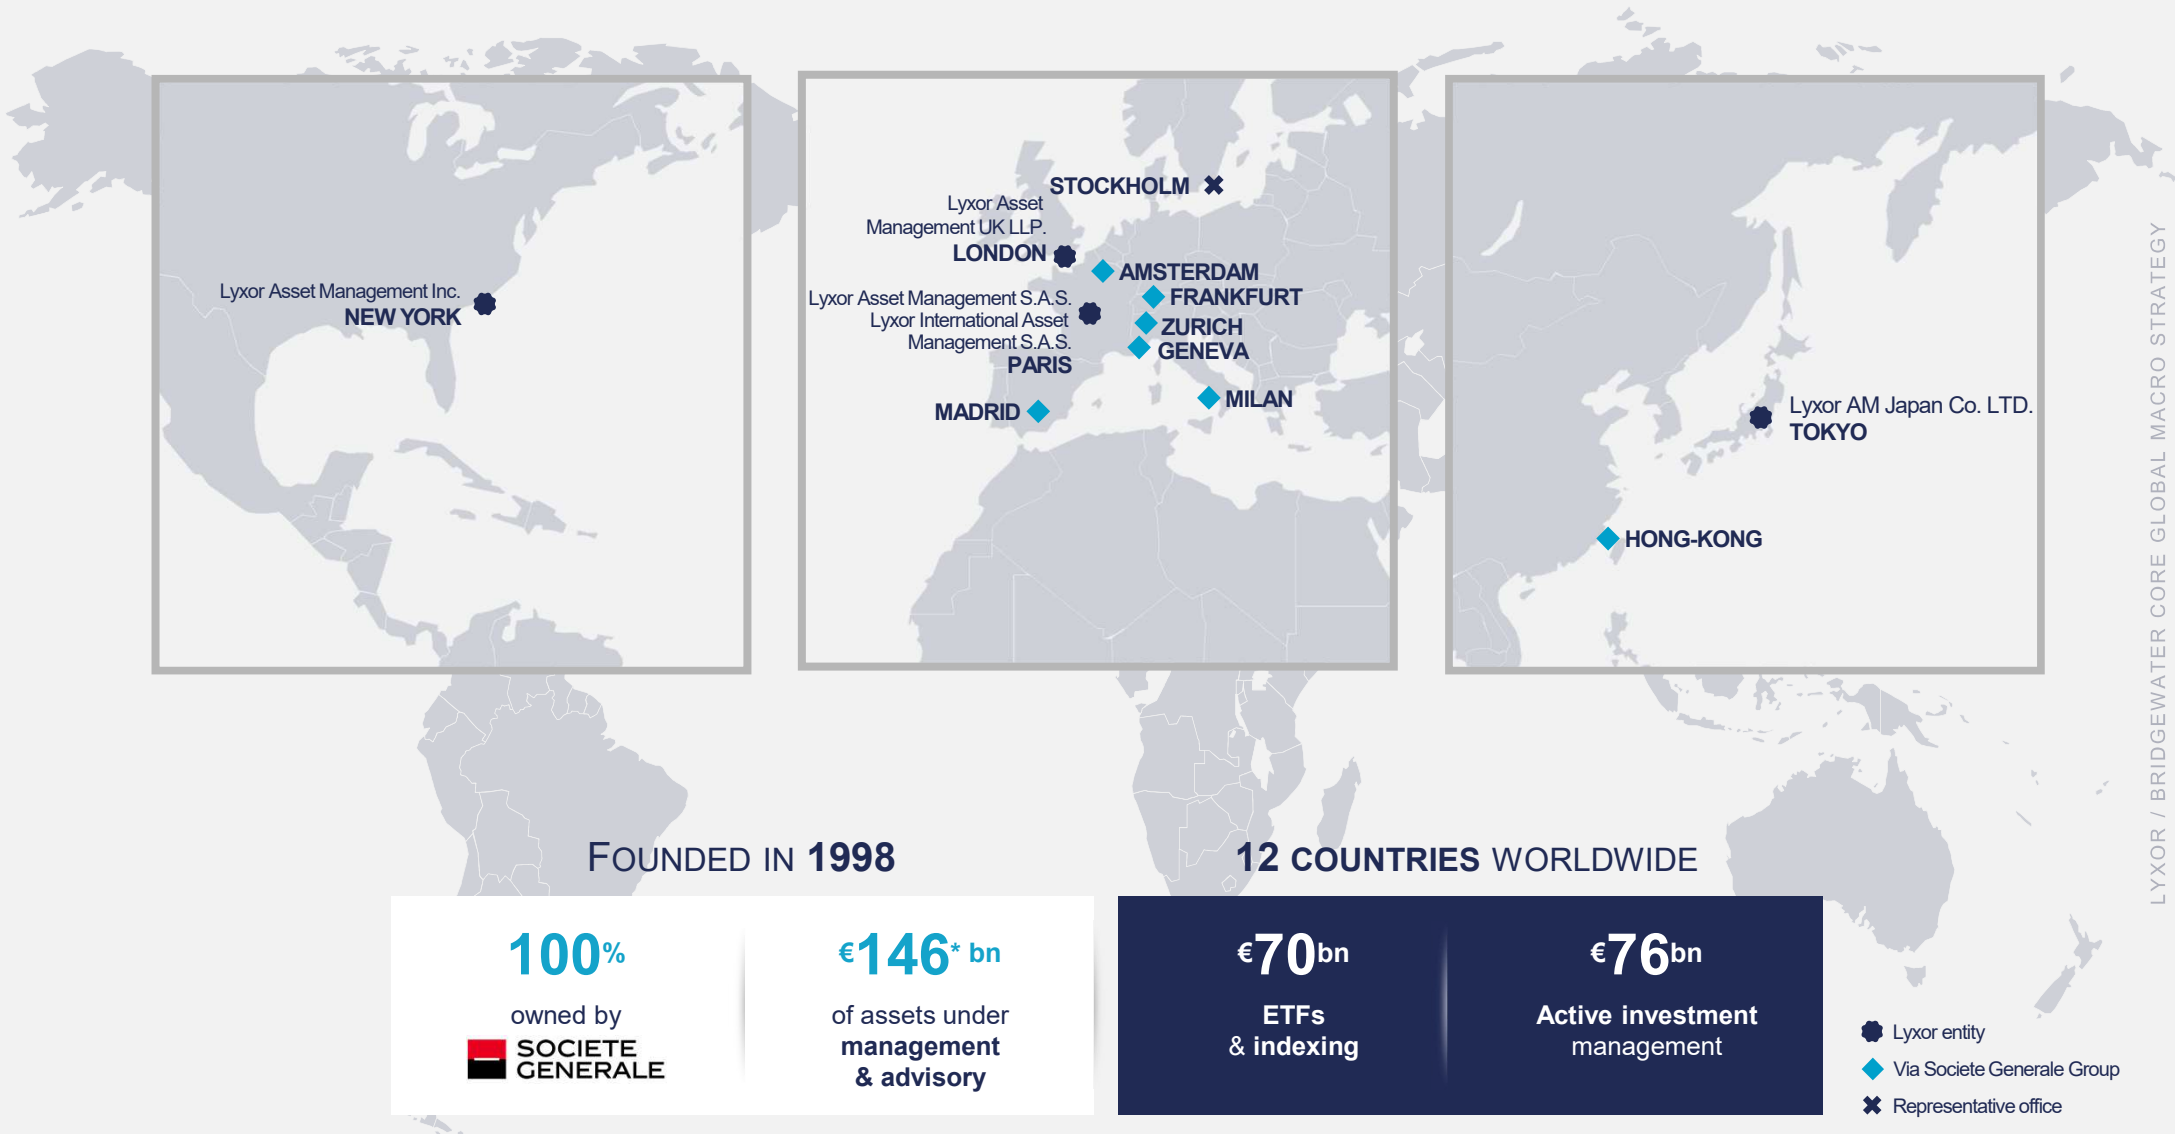 Lyxor Asset Management Inc.
NEW YORK
STOCKHOLM
Lyxor Asset
Management UK LLP.
LONDON
AMSTERDAM
Lyxor Asset Management S.A.S.
Lyxor International Asset
Management S.A.S.
PARIS
FRANKFURT
ZURICH
GENEVA
MILAN
MADRID
Lyxor AM Japan Co. LTD.
TOKYO
HONG-KONG
LYXOR / BRIDGEWATER CORE GLOBAL MACRO STRATEGY
FOUNDED IN 1998
100%
owned by
SOCIETE
GENERALE
€146* bn
of assets under
management
& advisory
12 COUNTRIES WORLDWIDE
€70bn
ETFs
& indexing
€76bn
Active investment
management
Lyxor entity
Via Societe Generale Group
Representative office